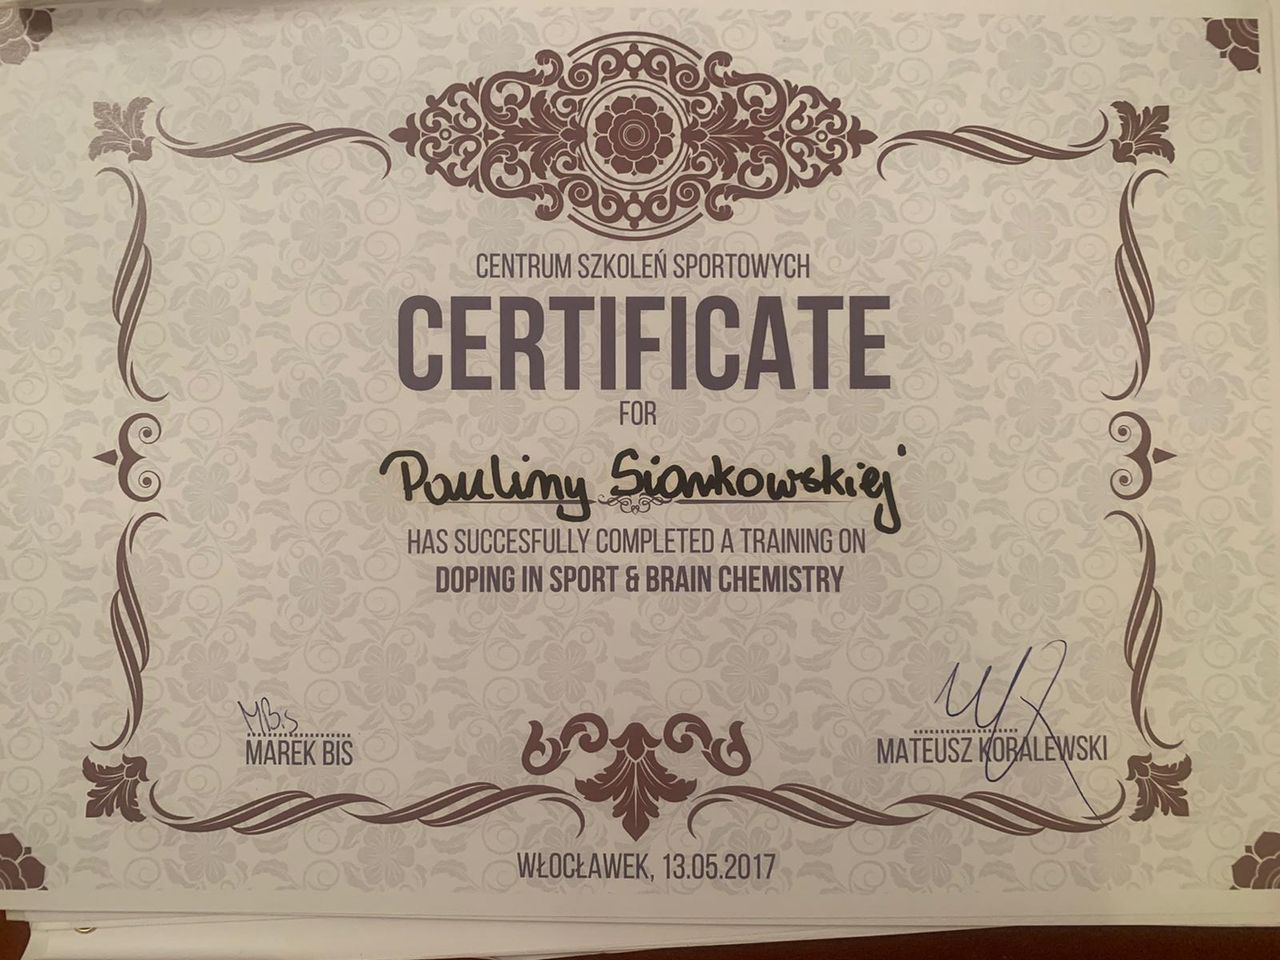 CENTRUM SZKOLEŃ SPORTOWYCH
CERTIFICATE
FOR
Pauliny Siankowskiej
HAS SUCCESFULLY COMPLETED A TRAINING ON
DOPING IN SPORT & BRAIN CHEMISTRY
MBis
MAREK BIS
MATEUSZ KORALEWSKI
WŁOCŁAWEK, 13.05.2017